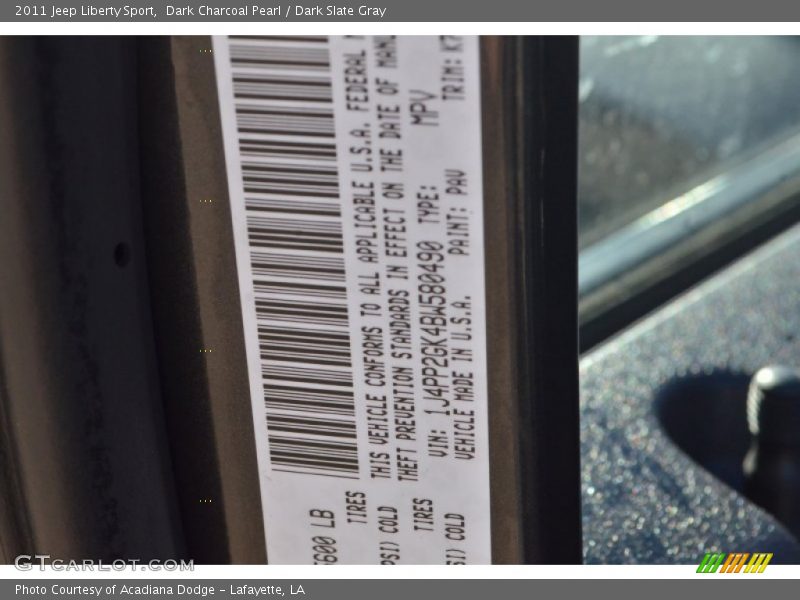 2011 Jeep Liberty Sport,  Dark Charcoal Pearl / Dark Slate Gray
THIS VEHICLE CONFORMS TO ALL APPLICABLE U.S.A. FEDERAL
THEFT PREVENTION STANDARDS IN EFFECT ON THE DATE OF
VIN: 1J4PP2GK4BW580490 TYPE: MPV
VEHICLE MADE IN U.S.A. PAINT: PAV TRIM:
600 LB
TIRES
COLD
TIRES
COLD
GTcarlot.com
Photo Courtesy of Acadiana Dodge - Lafayette, LA